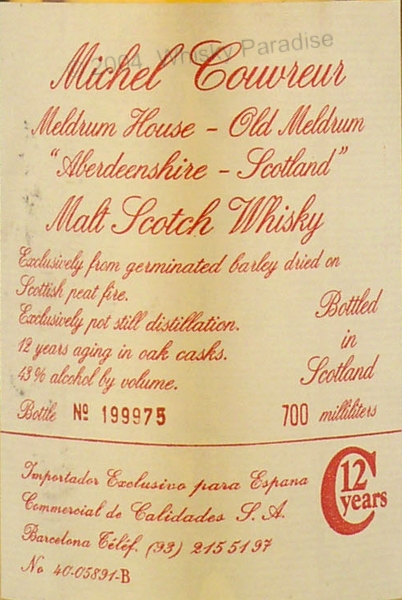 © 2004, Whisky Paradise
Michel Couvreur
Meldrum House - Old Meldrum
"Aberdeenshire - Scotland"
Malt Scotch Whisky
Exclusively from germinated barley dried on
Scottish peat fire.
Exclusively pot still distillation.
12 years aging in oak casks.
43% alcohol by volume.
Bottled
in
Scotland
Bottle Nº 199975
700 milliliters
Importador Exclusivo para Espana
Commercial de Calidades S. A.
Barcelona Téléf. (93) 215 51 97
No 40-05891-B
C 12
years